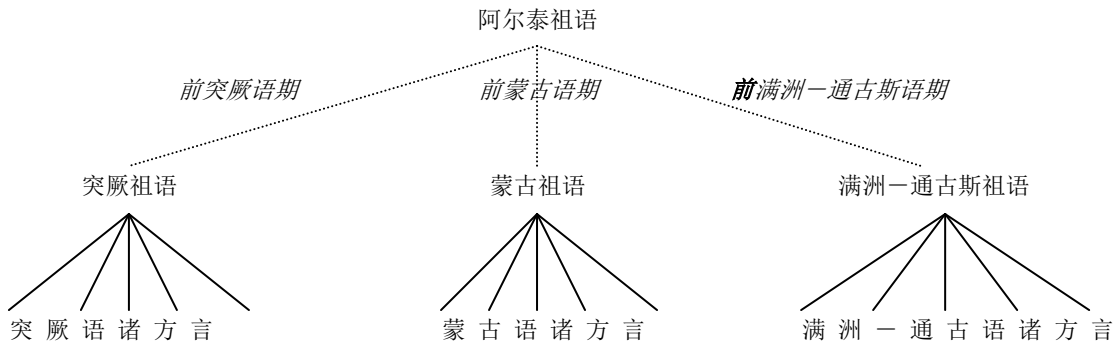 阿尔泰祖语
前突厥语期 前蒙古语期 前满洲－通古斯语期
突厥祖语 蒙古祖语 满洲－通古斯祖语
突厥语诸方言 蒙古语诸方言 满洲－通古语诸方言